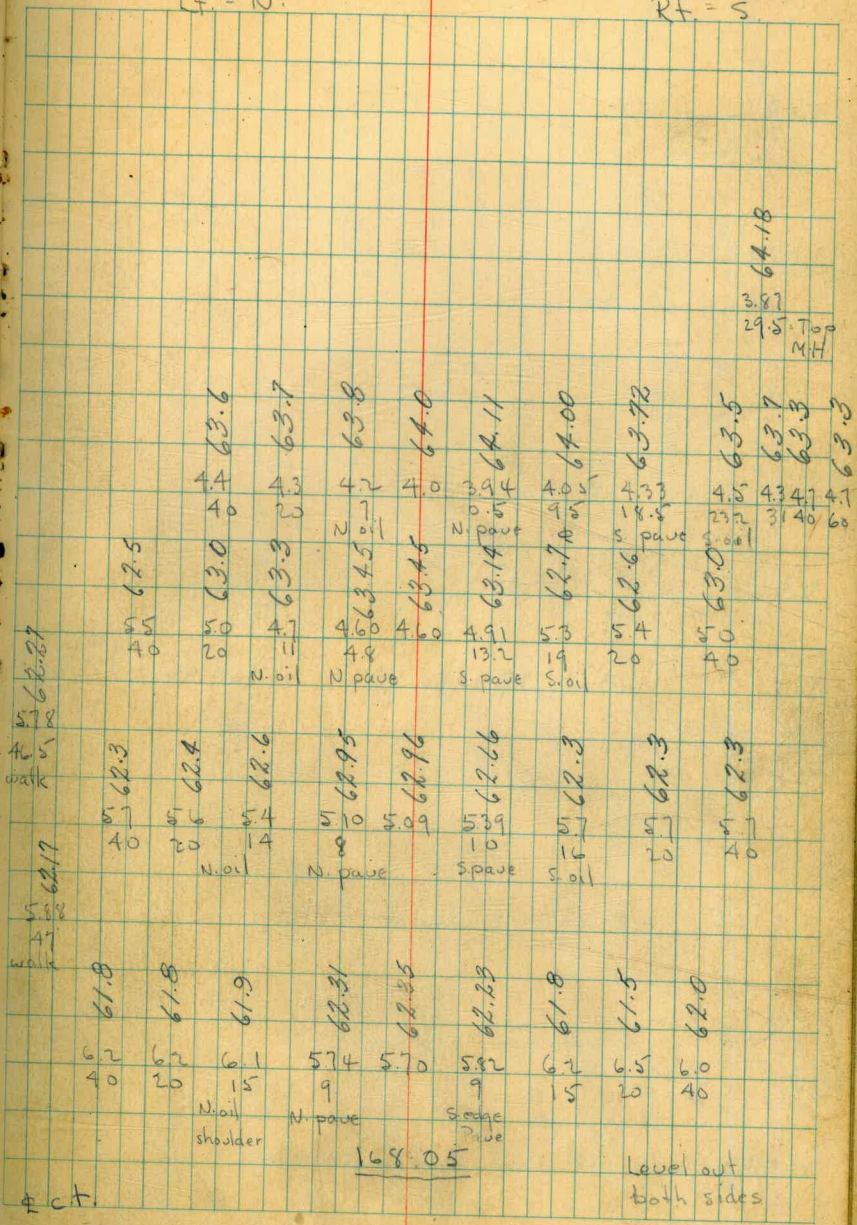 Lt. = N. Rt. = S.
64.18
3.87
29.5 Top
M.H.
63.6 63.7 63.8 64.0 64.11 64.00 63.72 63.5 63.7 63.3 63.3
4.4 4.3 4.2 4.0 3.94 4.05 4.33 4.5 4.3 4.7 4.7
40 20 7 0.5 9.5 18.5 23.2 31 40 60
N. oil N. pave S. pave S. oil
62.5 63.0 63.3 63.45 63.45 63.14 62.7 62.6 63.0
5.5 5.0 4.7 4.60 4.60 4.91 5.3 5.4 5.0
40 20 11 4.8 13.2 19 20 40
N. oil N pave S. pave S. oil
62.27
5.78
46.5
walk
62.3 62.4 62.6 62.95 62.96 62.66 62.3 62.3 62.3
5.7 5.6 5.4 5.10 5.09 5.39 5.7 5.7 5.7
40 20 14 8 10 16 20 40
N. oil N. pave S. pave S. oil
62.17
5.88
47
walk
61.8 61.8 61.9 62.31 62.35 62.23 61.8 61.5 62.0
6.2 6.2 6.1 5.74 5.70 5.82 6.2 6.5 6.0
40 20 15 9 9 15 20 40
N. oil N. pave S. edge
shoulder Pave
168.05
Level out
both sides
℄ ct.